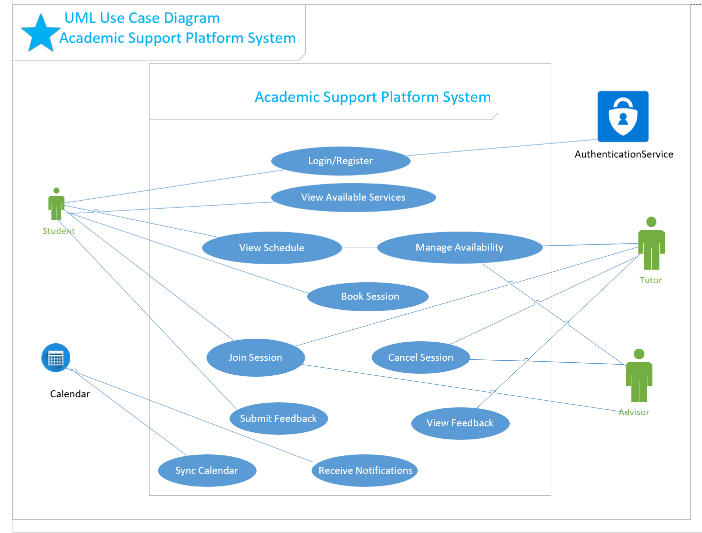 UML Use Case Diagram
Academic Support Platform System
Academic Support Platform System
Login/Register
AuthenticationService
View Available Services
Student
View Schedule
Manage Availability
Tutor
Book Session
Join Session
Cancel Session
Calendar
Advisor
Submit Feedback
View Feedback
Sync Calendar
Receive Notifications